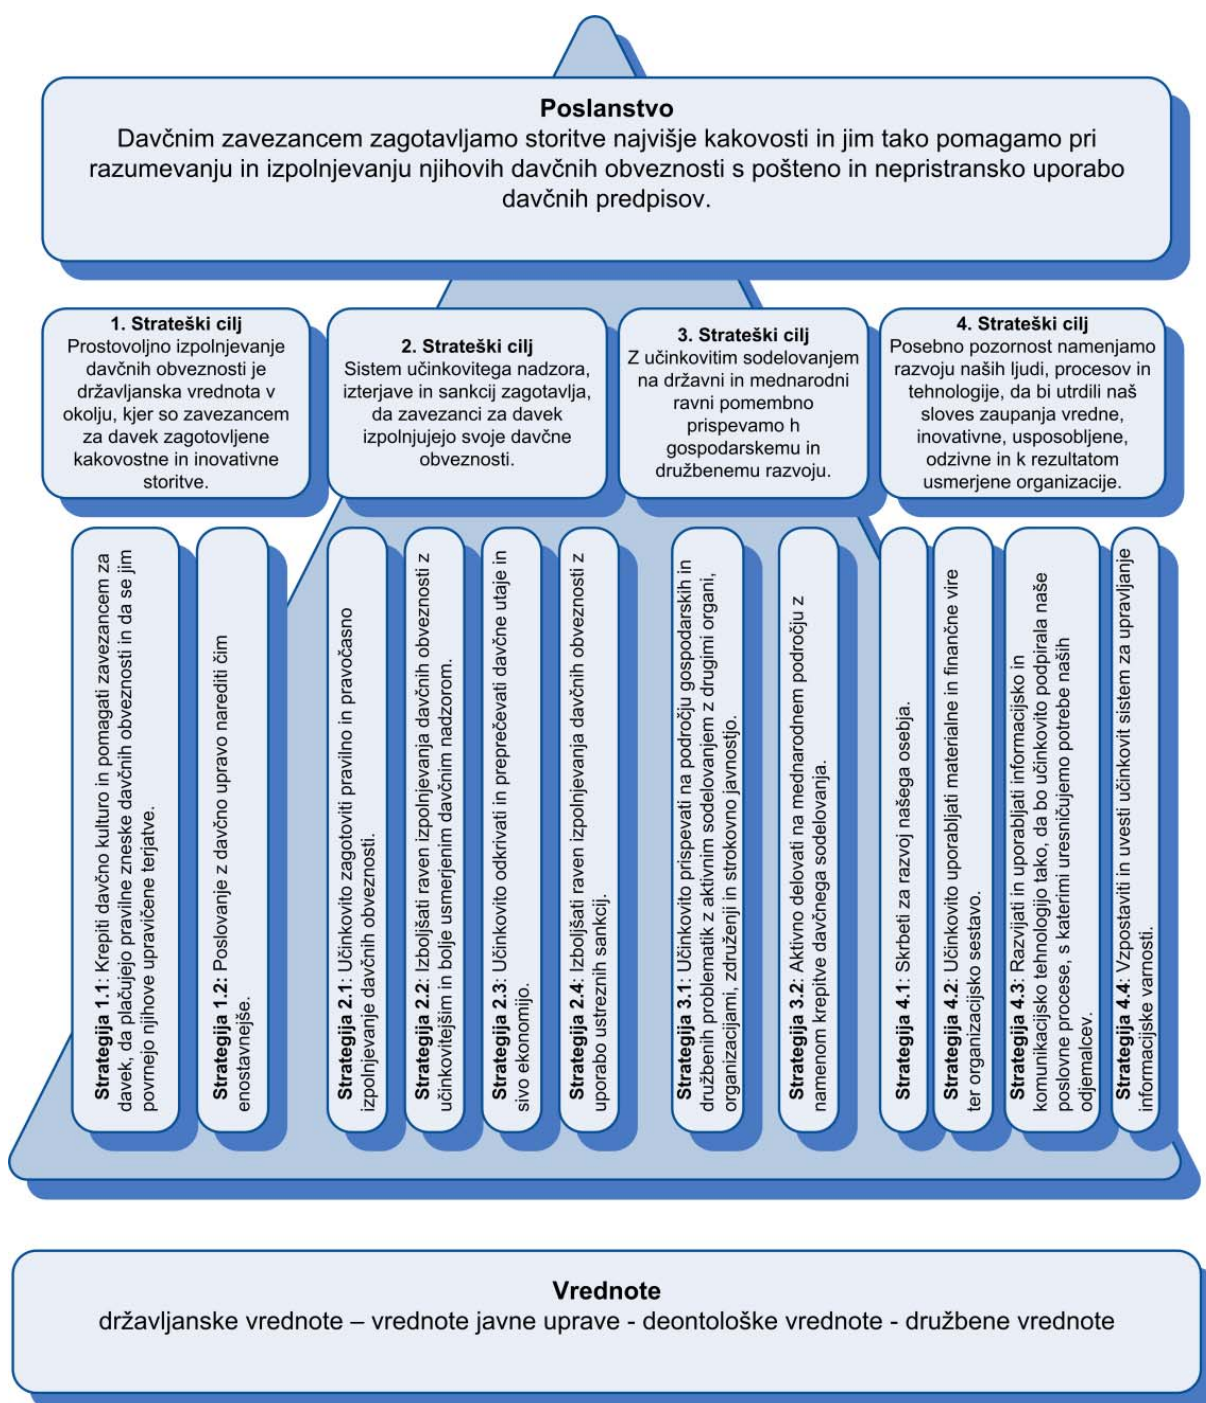 Poslanstvo
Davčnim zavezancem zagotavljamo storitve najvišje kakovosti in jim tako pomagamo pri
razumevanju in izpolnjevanju njihovih davčnih obveznosti s pošteno in nepristransko uporabo
davčnih predpisov.
1. Strateški cilj
Prostovoljno izpolnjevanje
davčnih obveznosti je
državljanska vrednota v
okolju, kjer so zavezancem
za davek zagotovljene
kakovostne in inovativne
storitve.
2. Strateški cilj
Sistem učinkovitega nadzora,
izterjave in sankcij zagotavlja,
da zavezanci za davek
izpolnjujejo svoje davčne
obveznosti.
3. Strateški cilj
Z učinkovitim sodelovanjem
na državni in mednarodni
ravni pomembno
prispevamo h
gospodarskemu in
družbenemu razvoju.
4. Strateški cilj
Posebno pozornost namenjamo
razvoju naših ljudi, procesov in
tehnologije, da bi utrdili naš
sloves zaupanja vredne,
inovativne, usposobljene,
odzivne in k rezultatom
usmerjene organizacije.
Strategija 1.1: Krepiti davčno kulturo in pomagati zavezancem za
davek, da plačujejo pravilne zneske davčnih obveznosti in da se jim
povrnejo njihove upravičene terjatve.
Strategija 1.2: Poslovanje z davčno upravo narediti čim
enostavnejše.
Strategija 2.1: Učinkovito zagotoviti pravilno in pravočasno
izpolnjevanje davčnih obveznosti.
Strategija 2.2: Izboljšati raven izpolnjevanja davčnih obveznosti z
učinkovitejšim in bolje usmerjenim davčnim nadzorom.
Strategija 2.3: Učinkovito odkrivati in preprečevati davčne utaje in
sivo ekonomijo.
Strategija 2.4: Izboljšati raven izpolnjevanja davčnih obveznosti z
uporabo ustreznih sankcij.
Strategija 3.1: Učinkovito prispevati na področju gospodarskih in
družbenih problematik z aktivnim sodelovanjem z drugimi organi,
organizacijami, združenji in strokovno javnostjo.
Strategija 3.2: Aktivno delovati na mednarodnem področju z
namenom krepitve davčnega sodelovanja.
Strategija 4.1: Skrbeti za razvoj našega osebja.
Strategija 4.2: Učinkovito uporabljati materialne in finančne vire
ter organizacijsko sestavo.
Strategija 4.3: Razvijati in uporabljati informacijsko in
komunikacijsko tehnologijo tako, da bo učinkovito podpirala naše
poslovne procese, s katerimi uresničujemo potrebe naših
odjemalcev.
Strategija 4.4: Vzpostaviti in uvesti učinkovit sistem za upravljanje
informacijske varnosti.
Vrednote
državljanske vrednote – vrednote javne uprave - deontološke vrednote - družbene vrednote